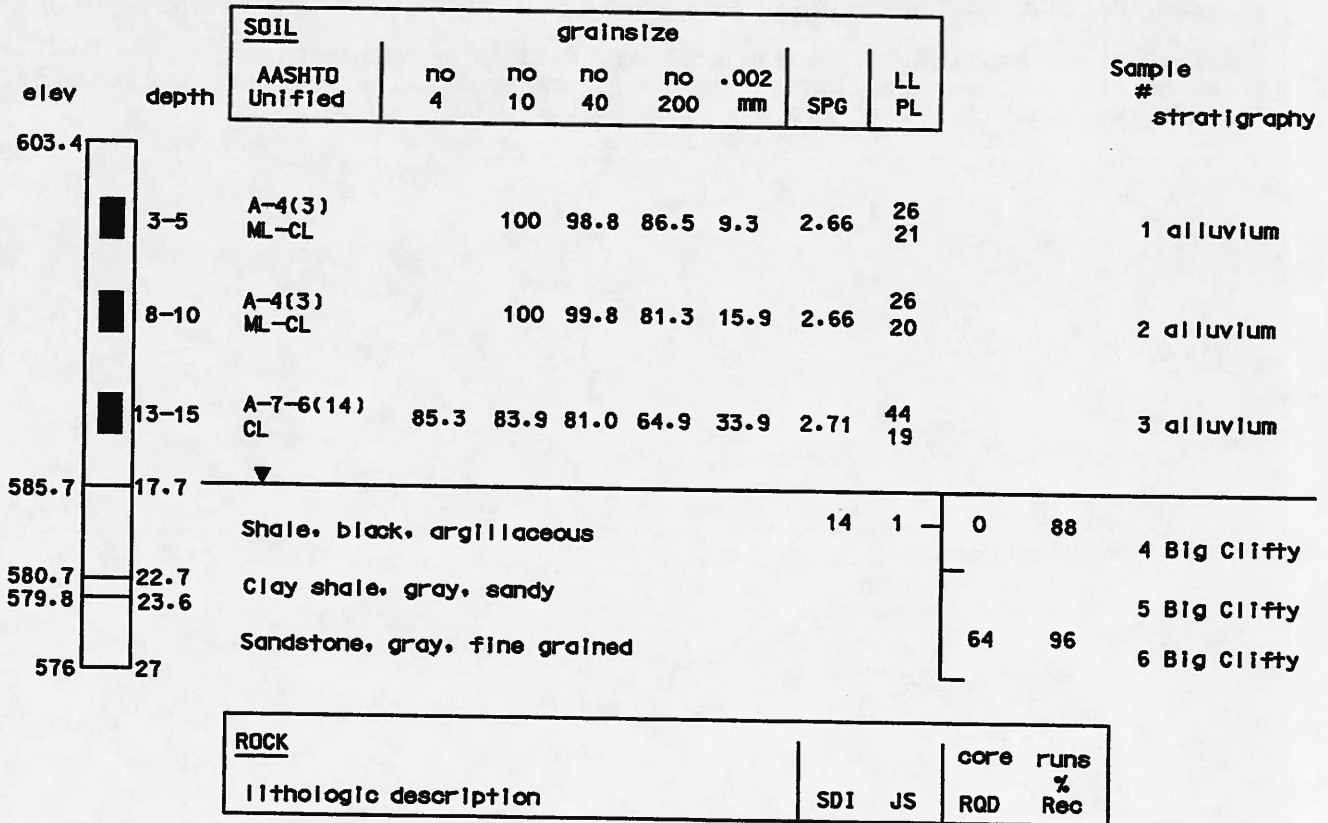 SOIL grainsize
AASHTO no no no no .002 LL Sample
elev depth Unified 4 10 40 200 mm SPG PL #
stratigraphy
603.4
A-4(3) 26
3-5 ML-CL 100 98.8 86.5 9.3 2.66 21 1 alluvium
A-4(3) 26
8-10 ML-CL 100 99.8 81.3 15.9 2.66 20 2 alluvium
13-15 A-7-6(14) 85.3 83.9 81.0 64.9 33.9 2.71 44 3 alluvium
CL 19
585.7 17.7
Shale, black, argillaceous 14 1 0 88
4 Big Clifty
580.7 22.7
579.8 23.6 Clay shale, gray, sandy
5 Big Clifty
Sandstone, gray, fine grained 64 96
576 27 6 Big Clifty
ROCK core runs
%
lithologic description SDI JS RQD Rec